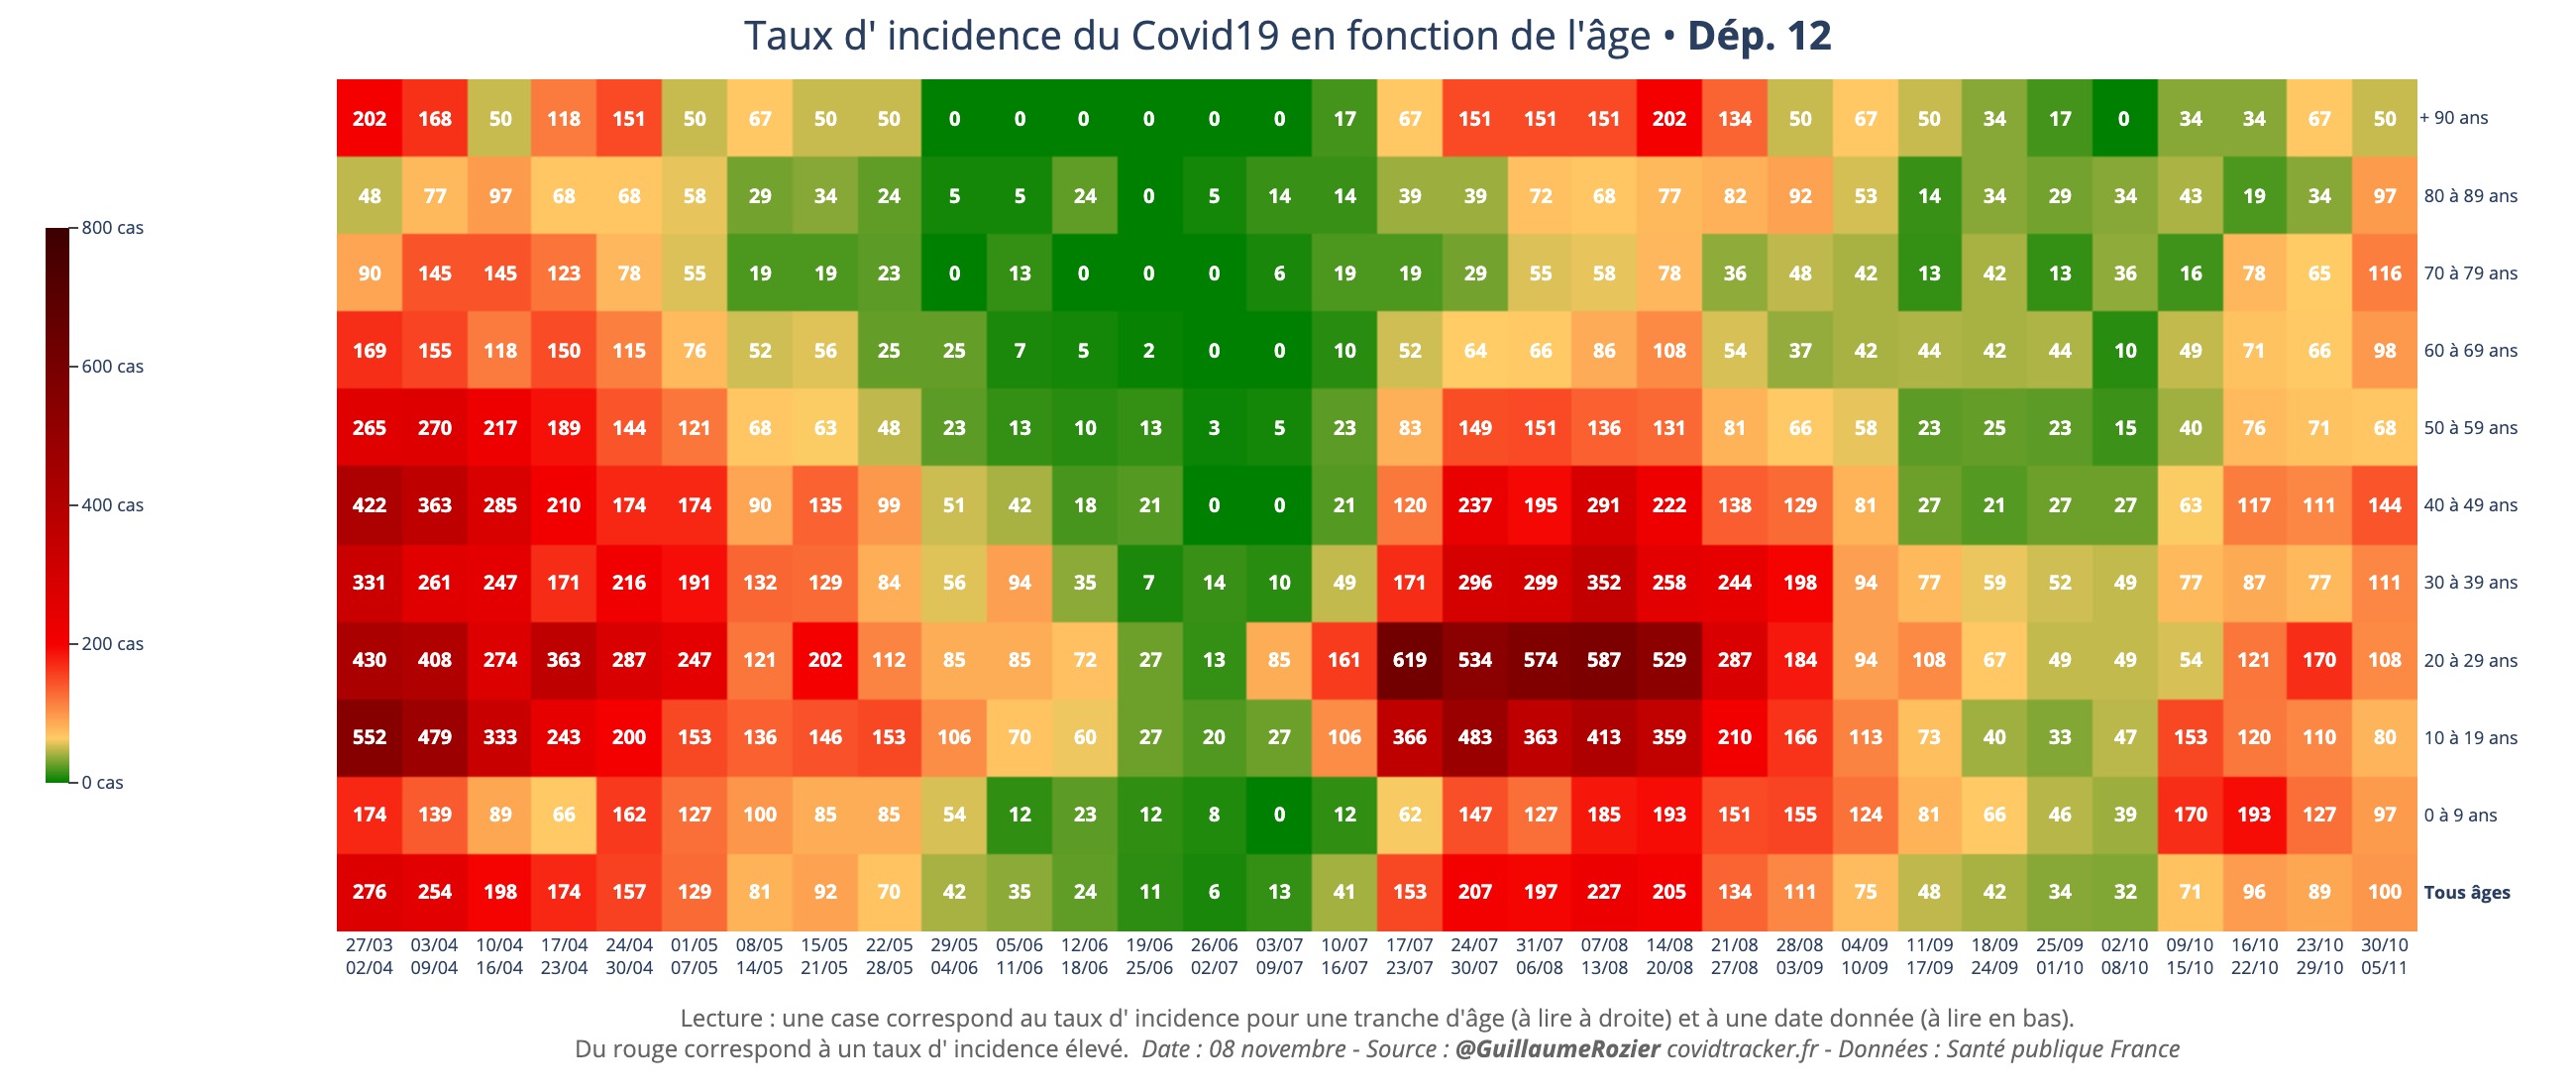 Taux d' incidence du Covid19 en fonction de l'âge • Dép. 12
800 cas
600 cas
400 cas
200 cas
0 cas
202 168 50 118 151 50 67 50 50 0 0 0 0 0 0 17 67 151 151 151 202 134 50 67 50 34 17 0 34 34 67 50 + 90 ans
48 77 97 68 68 58 29 34 24 5 5 24 0 5 14 14 39 39 72 68 77 82 92 53 14 34 29 34 43 19 34 97 80 à 89 ans
90 145 145 123 78 55 19 19 23 0 13 0 0 0 6 19 19 29 55 58 78 36 48 42 13 42 13 36 16 78 65 116 70 à 79 ans
169 155 118 150 115 76 52 56 25 25 7 5 2 0 0 10 52 64 66 86 108 54 37 42 44 42 44 10 49 71 66 98 60 à 69 ans
265 270 217 189 144 121 68 63 48 23 13 10 13 3 5 23 83 149 151 136 131 81 66 58 23 25 23 15 40 76 71 68 50 à 59 ans
422 363 285 210 174 174 90 135 99 51 42 18 21 0 0 21 120 237 195 291 222 138 129 81 27 21 27 27 63 117 111 144 40 à 49 ans
331 261 247 171 216 191 132 129 84 56 94 35 7 14 10 49 171 296 299 352 258 244 198 94 77 59 52 49 77 87 77 111 30 à 39 ans
430 408 274 363 287 247 121 202 112 85 85 72 27 13 85 161 619 534 574 587 529 287 184 94 108 67 49 49 54 121 170 108 20 à 29 ans
552 479 333 243 200 153 136 146 153 106 70 60 27 20 27 106 366 483 363 413 359 210 166 113 73 40 33 47 153 120 110 80 10 à 19 ans
174 139 89 66 162 127 100 85 85 54 12 23 12 8 0 12 62 147 127 185 193 151 155 124 81 66 46 39 170 193 127 97 0 à 9 ans
276 254 198 174 157 129 81 92 70 42 35 24 11 6 13 41 153 207 197 227 205 134 111 75 48 42 34 32 71 96 89 100 Tous âges
27/03 03/04 10/04 17/04 24/04 01/05 08/05 15/05 22/05 29/05 05/06 12/06 19/06 26/06 03/07 10/07 17/07 24/07 31/07 07/08 14/08 21/08 28/08 04/09 11/09 18/09 25/09 02/10 09/10 16/10 23/10 30/10
02/04 09/04 16/04 23/04 30/04 07/05 14/05 21/05 28/05 04/06 11/06 18/06 25/06 02/07 09/07 16/07 23/07 30/07 06/08 13/08 20/08 27/08 03/09 10/09 17/09 24/09 01/10 08/10 15/10 22/10 29/10 05/11
Lecture : une case correspond au taux d' incidence pour une tranche d'âge (à lire à droite) et à une date donnée (à lire en bas).
Du rouge correspond à un taux d' incidence élevé. Date : 08 novembre - Source : @GuillaumeRozier covidtracker.fr - Données : Santé publique France